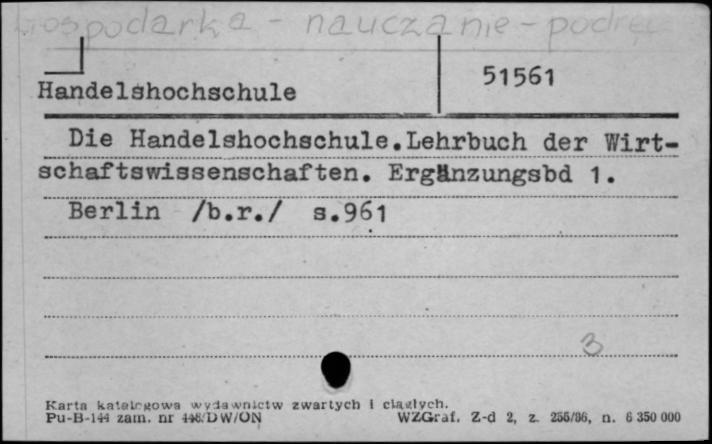 Gospodarka - nauczanie - podręcz
51561
Handelshochschule
Die Handelshochschule.Lehrbuch der Wirt-
schaftswissenschaften. Ergänzungsbd 1.
Berlin /b.r./ s.961
3
Karta katalogowa wydawnictw zwartych i ciągłych.
Pu-B-144 zam. nr 448/DW/ON WZGraf. Z-d 2, z. 255/86, n. 6 350 000